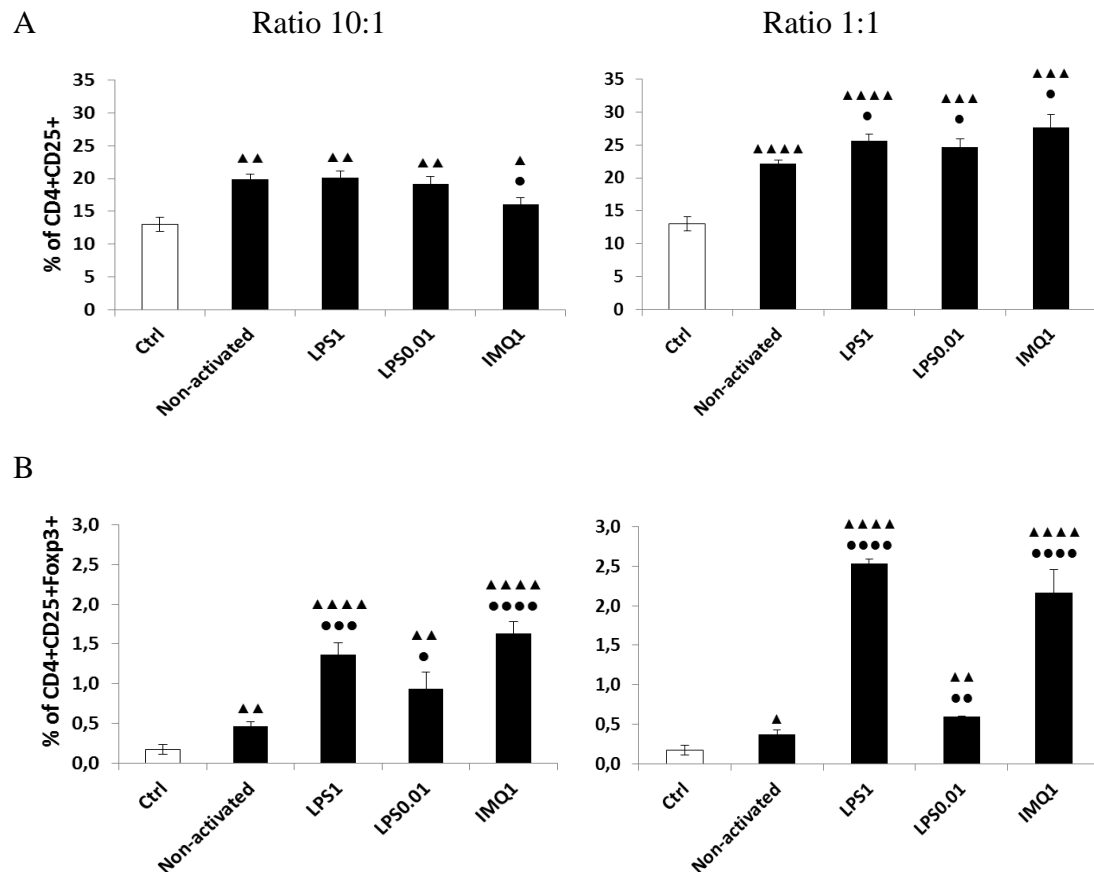 A
Ratio 10:1
Ratio 1:1
% of CD4+CD25+
35
30
25
20
15
10
5
0
▲▲
▲▲
▲▲
▲
●
Ctrl
Non-activated
LPS1
LPS0.01
IMQ1
35
30
25
20
15
10
5
0
▲▲▲▲
▲▲▲▲
●
▲▲▲
●
▲▲▲
●
Ctrl
Non-activated
LPS1
LPS0.01
IMQ1
B
% of CD4+CD25+Foxp3+
3,0
2,5
2,0
1,5
1,0
0,5
0,0
▲▲
▲▲▲▲
●●●
▲▲
●
▲▲▲▲
●●●●
Ctrl
Non-activated
LPS1
LPS0.01
IMQ1
3,0
2,5
2,0
1,5
1,0
0,5
0,0
▲
▲▲▲▲
●●●●
▲▲
●●
▲▲▲▲
●●●●
Ctrl
Non-activated
LPS1
LPS0.01
IMQ1